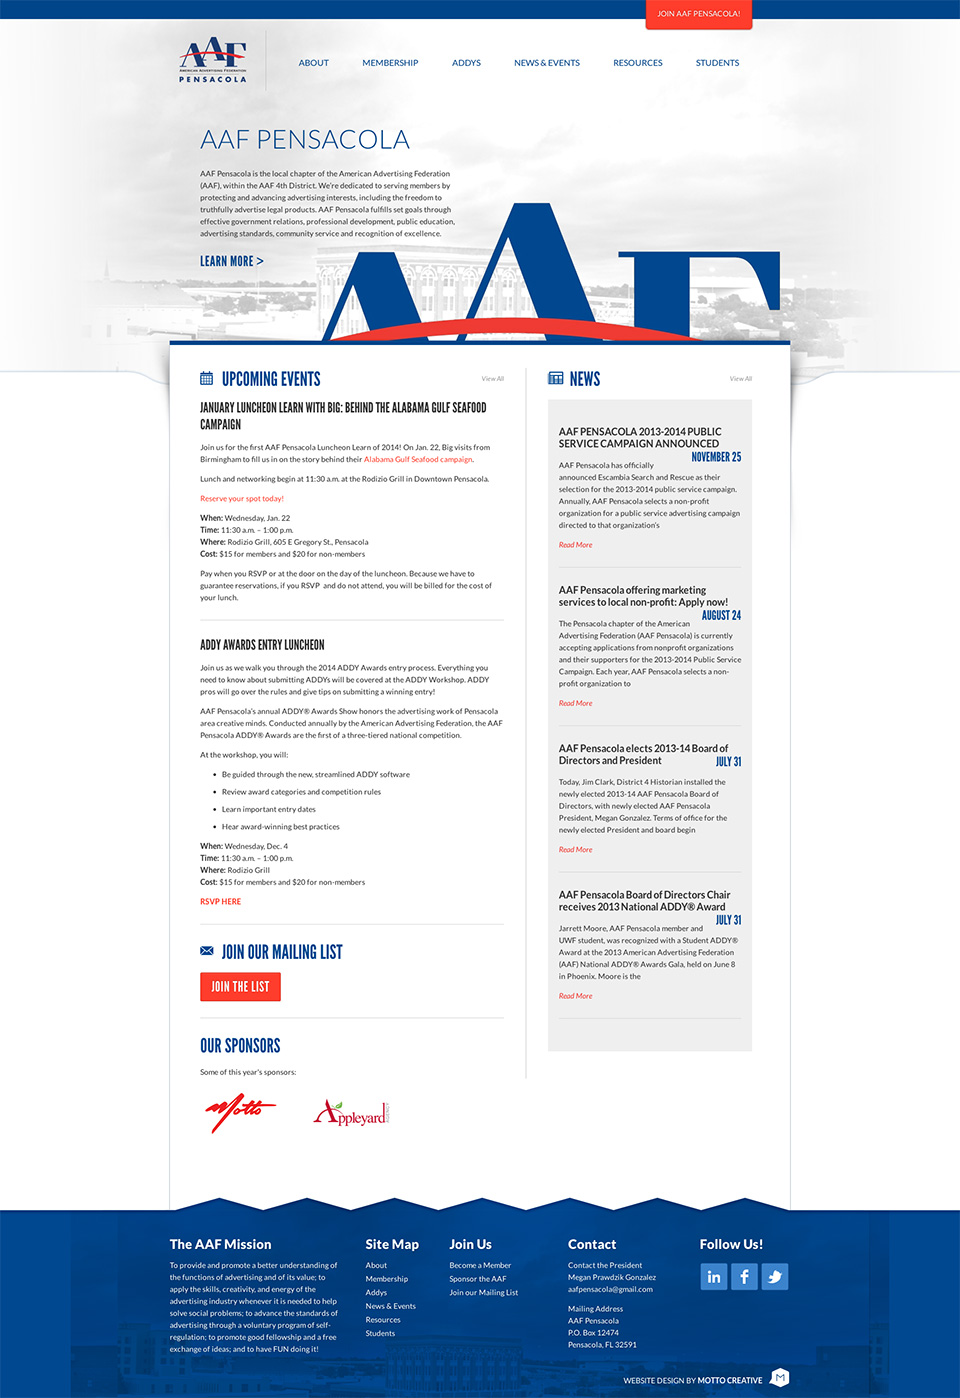 JOIN AAF PENSACOLA!
AAF
AMERICAN ADVERTISING FEDERATION
PENSACOLA
ABOUT
MEMBERSHIP
ADDYS
NEWS & EVENTS
RESOURCES
STUDENTS
AAF PENSACOLA
AAF Pensacola is the local chapter of the American Advertising Federation
(AAF), within the AAF 4th District. We're dedicated to serving members by
protecting and advancing advertising interests, including the freedom to
truthfully advertise legal products. AAF Pensacola fulfills set goals through
effective government relations, professional development, public education,
advertising standards, community service and recognition of excellence.
LEARN MORE >
AAF
UPCOMING EVENTS
View All
JANUARY LUNCHEON LEARN WITH BIG: BEHIND THE ALABAMA GULF SEAFOOD
CAMPAIGN
Join us for the first AAF Pensacola Luncheon Learn of 2014! On Jan. 22, Big visits from
Birmingham to fill us in on the story behind their Alabama Gulf Seafood campaign.
Lunch and networking begin at 11:30 a.m. at the Rodizio Grill in Downtown Pensacola.
Reserve your spot today!
When: Wednesday, Jan. 22
Time: 11:30 a.m. – 1:00 p.m.
Where: Rodizio Grill, 605 E Gregory St., Pensacola
Cost: $15 for members and $20 for non-members
Pay when you RSVP or at the door on the day of the luncheon. Because we have to
guarantee reservations, if you RSVP and do not attend, you will be billed for the cost of
your lunch.
ADDY AWARDS ENTRY LUNCHEON
Join us as we walk you through the 2014 ADDY Awards entry process. Everything you
need to know about submitting ADDYs will be covered at the ADDY Workshop. ADDY
pros will go over the rules and give tips on submitting a winning entry!
AAF Pensacola's annual ADDY® Awards Show honors the advertising work of Pensacola
area creative minds. Conducted annually by the American Advertising Federation, the AAF
Pensacola ADDY® Awards are the first of a three-tiered national competition.
At the workshop, you will:
• Be guided through the new, streamlined ADDY software
• Review award categories and competition rules
• Learn important entry dates
• Hear award-winning best practices
When: Wednesday, Dec. 4
Time: 11:30 a.m. – 1:00 p.m.
Where: Rodizio Grill
Cost: $15 for members and $20 for non-members
RSVP HERE
JOIN OUR MAILING LIST
JOIN THE LIST
OUR SPONSORS
Some of this year's sponsors:
Motto
Appleyard
AGENCY
NEWS
View All
AAF PENSACOLA 2013-2014 PUBLIC
SERVICE CAMPAIGN ANNOUNCED
NOVEMBER 25
AAF Pensacola has officially
announced Escambia Search and Rescue as their
selection for the 2013-2014 public service campaign.
Annually, AAF Pensacola selects a non-profit
organization for a public service advertising campaign
directed to that organization's
Read More
AAF Pensacola offering marketing
services to local non-profit: Apply now!
AUGUST 24
The Pensacola chapter of the American
Advertising Federation (AAF Pensacola) is currently
accepting applications from nonprofit organizations
and their supporters for the 2013-2014 Public Service
Campaign. Each year, AAF Pensacola selects a non-
profit organization to
Read More
AAF Pensacola elects 2013-14 Board of
Directors and President
JULY 31
Today, Jim Clark, District 4 Historian installed the
newly elected 2013-14 AAF Pensacola Board of
Directors, with newly elected AAF Pensacola
President, Megan Gonzalez. Terms of office for the
newly elected President and board begin
Read More
AAF Pensacola Board of Directors Chair
receives 2013 National ADDY® Award
JULY 31
Jarrett Moore, AAF Pensacola member and
UWF student, was recognized with a Student ADDY®
Award at the 2013 American Advertising Federation
(AAF) National ADDY® Awards Gala, held on June 8
in Phoenix. Moore is the
Read More
The AAF Mission
To provide and promote a better understanding of
the functions of advertising and of its value; to
apply the skills, creativity, and energy of the
advertising industry whenever it is needed to help
solve social problems; to advance the standards of
advertising through a voluntary program of self-
regulation; to promote good fellowship and a free
exchange of ideas; and to have FUN doing it!
Site Map
About
Membership
Addys
News & Events
Resources
Students
Join Us
Become a Member
Sponsor the AAF
Join our Mailing List
Contact
Contact the President
Megan Prawdzik Gonzalez
aafpensacola@gmail.com
Mailing Address
AAF Pensacola
P.O. Box 12474
Pensacola, FL 32591
Follow Us!
in f
WEBSITE DESIGN BY MOTTO CREATIVE
M